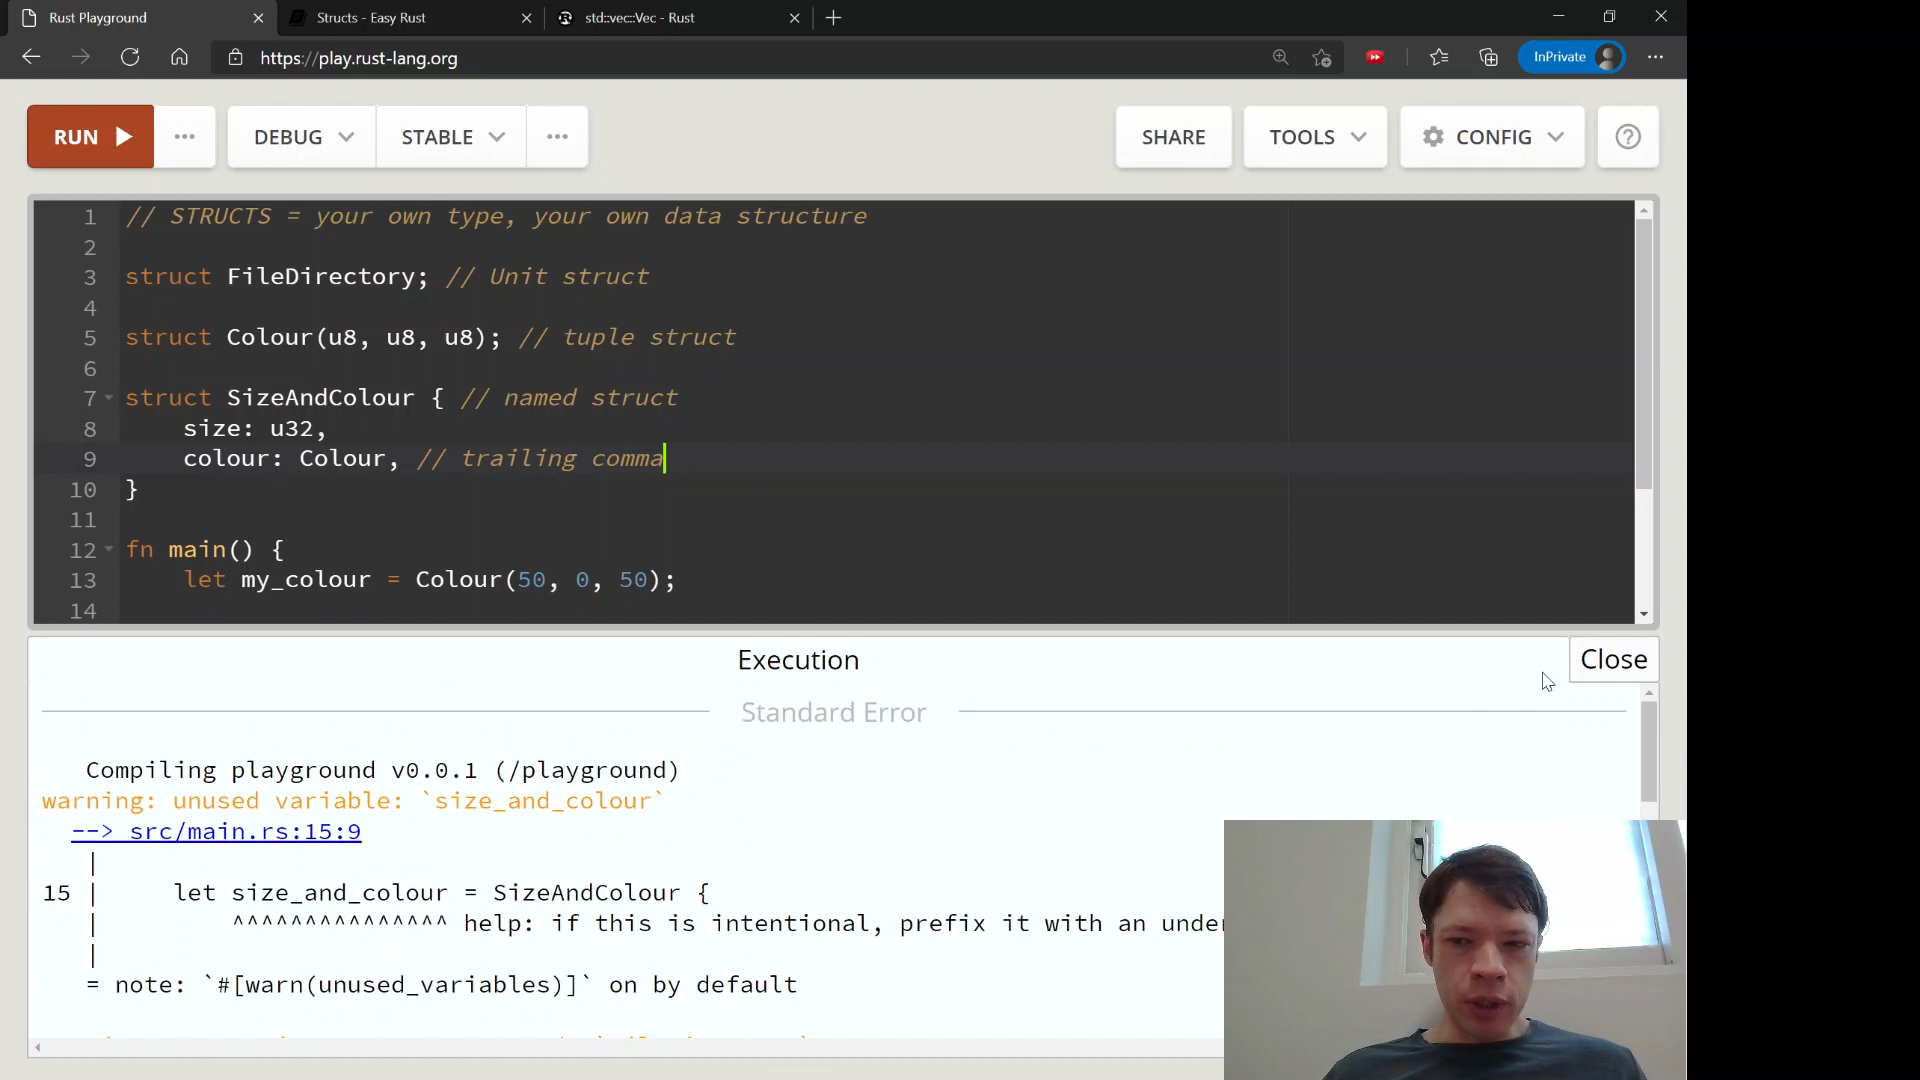 Rust Playground
Structs - Easy Rust
std::vec::Vec - Rust
https://play.rust-lang.org
InPrivate
RUN
DEBUG
STABLE
SHARE
TOOLS
CONFIG
1 // STRUCTS = your own type, your own data structure
2
3 struct FileDirectory; // Unit struct
4
5 struct Colour(u8, u8, u8); // tuple struct
6
7 struct SizeAndColour { // named struct
8 size: u32,
9 colour: Colour, // trailing comma
10 }
11
12 fn main() {
13 let my_colour = Colour(50, 0, 50);
14
Execution
Close
Standard Error
Compiling playground v0.0.1 (/playground)
warning: unused variable: `size_and_colour`
--> src/main.rs:15:9
|
15 | let size_and_colour = SizeAndColour {
| ^^^^^^^^^^^^^^^ help: if this is intentional, prefix it with an
|
= note: `#[warn(unused_variables)]` on by default